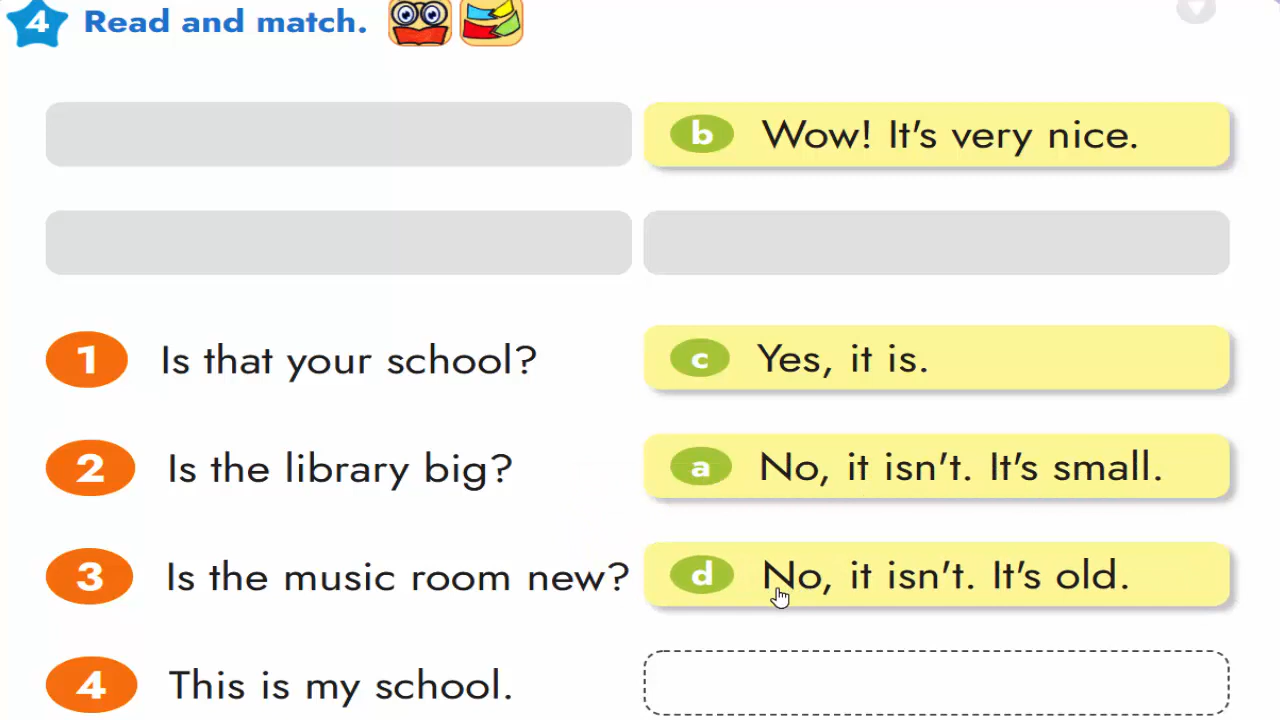 4 Read and match.
b Wow! It's very nice.
1 Is that your school? c Yes, it is.
2 Is the library big? a No, it isn't. It's small.
3 Is the music room new? d No, it isn't. It's old.
4 This is my school.